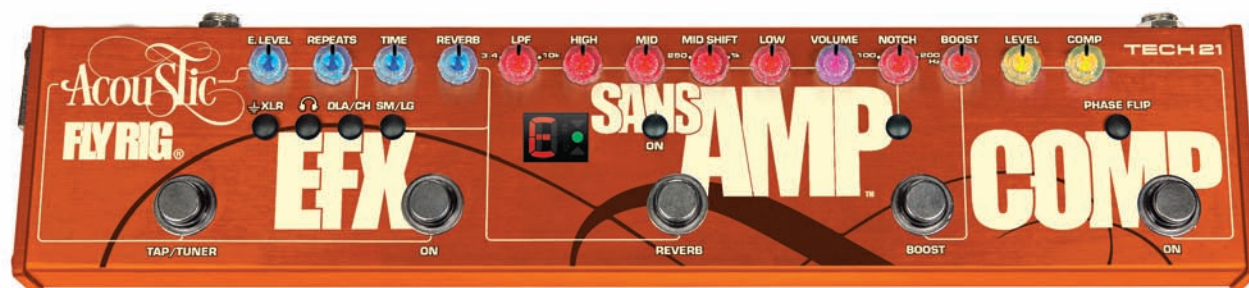 E. LEVEL REPEATS TIME REVERB LPF HIGH MID MID SHIFT LOW VOLUME NOTCH BOOST LEVEL COMP
TECH 21
3.4 10k 250 1k 100 200 Hz
Acoustic
FLY RIG®
XLR DLA/CH SM/LG
PHASE FLIP
EFX
E
SANS
AMP™
ON
COMP
TAP/TUNER ON REVERB BOOST ON